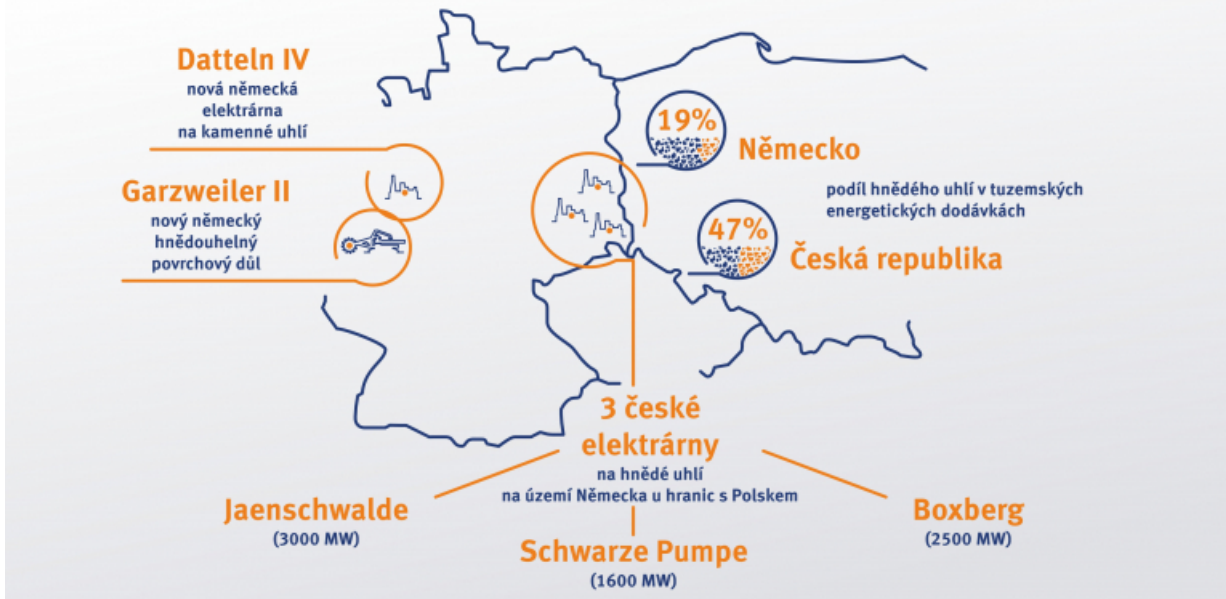 Datteln IV
nová německá
elektrárna
na kamenné uhlí
Garzweiler II
nový německý
hnědouhelný
povrchový důl
19%
Německo
podíl hnědého uhlí v tuzemských
energetických dodávkách
47%
Česká republika
3 české
elektrárny
na hnědé uhlí
na území Německa u hranic s Polskem
Jaenschwalde
(3000 MW)
Schwarze Pumpe
(1600 MW)
Boxberg
(2500 MW)